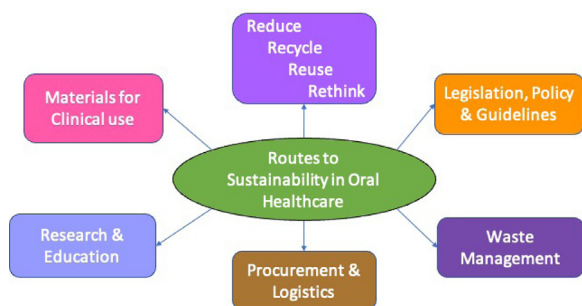 Reduce
Recycle
Reuse
Rethink
Materials for
Clinical use
Legislation, Policy
& Guidelines
Routes to
Sustainability in Oral
Healthcare
Research &
Education
Procurement &
Logistics
Waste
Management